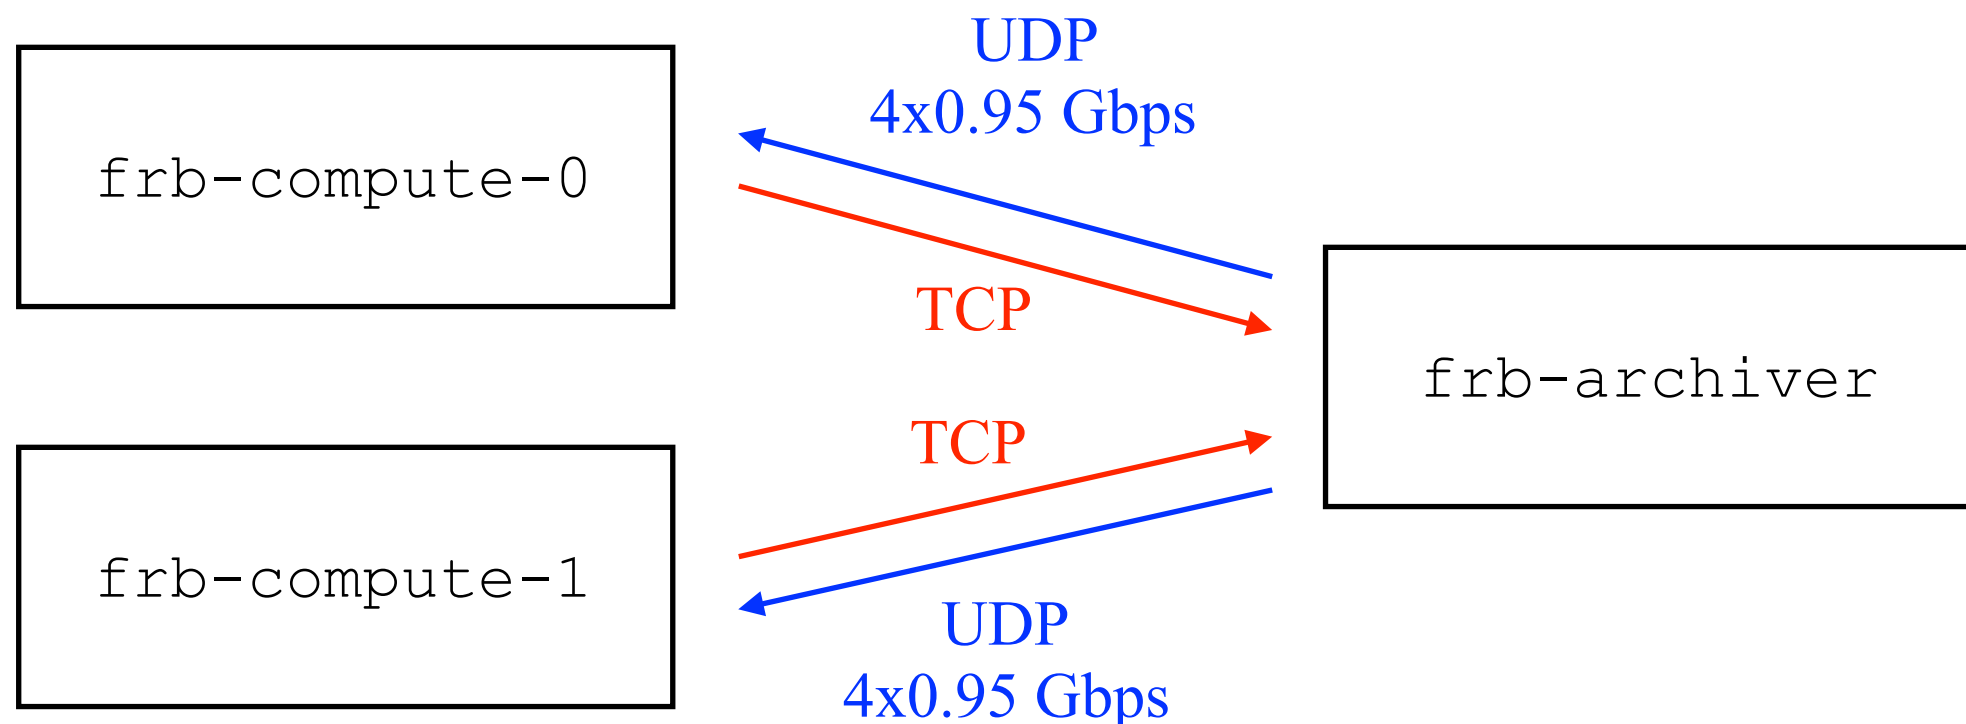 UDP
4x0.95 Gbps
frb-compute-0
TCP
frb-archiver
TCP
frb-compute-1
UDP
4x0.95 Gbps